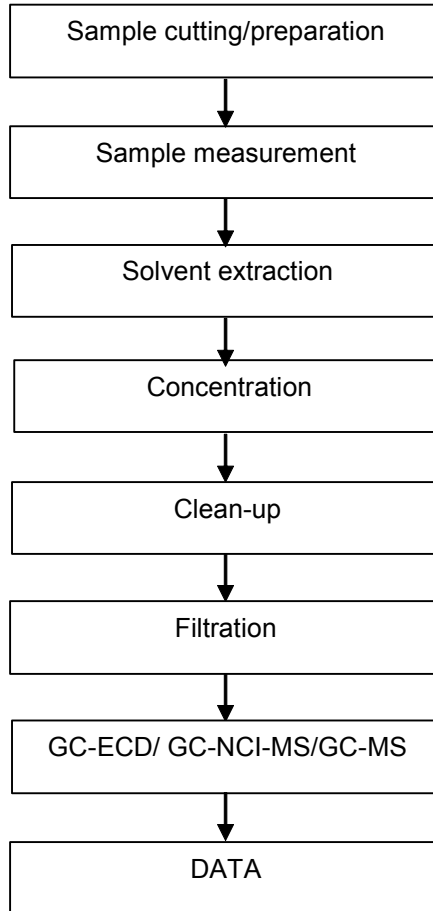 Sample cutting/preparation
Sample measurement
Solvent extraction
Concentration
Clean-up
Filtration
GC-ECD/ GC-NCI-MS/GC-MS
DATA